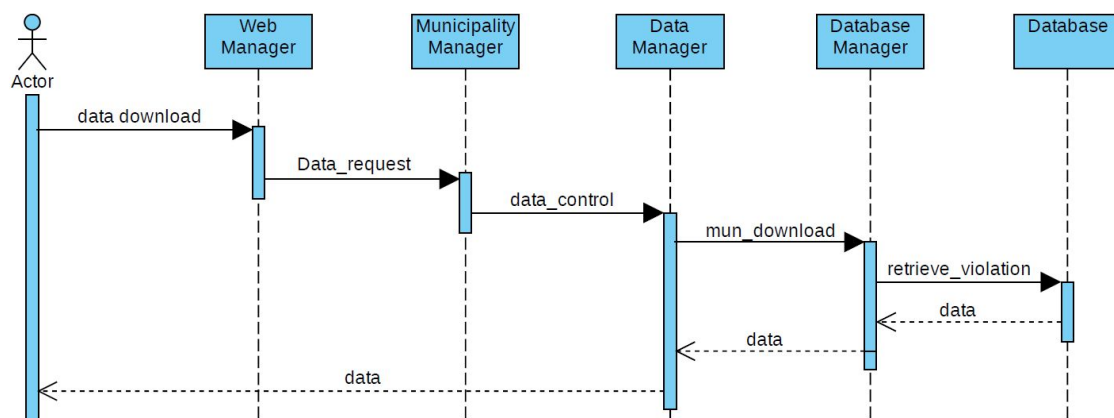 Web
Manager
Municipality
Manager
Data
Manager
Database
Manager
Database
Actor
data download
Data_request
data_control
mun_download
retrieve_violation
data
data
data